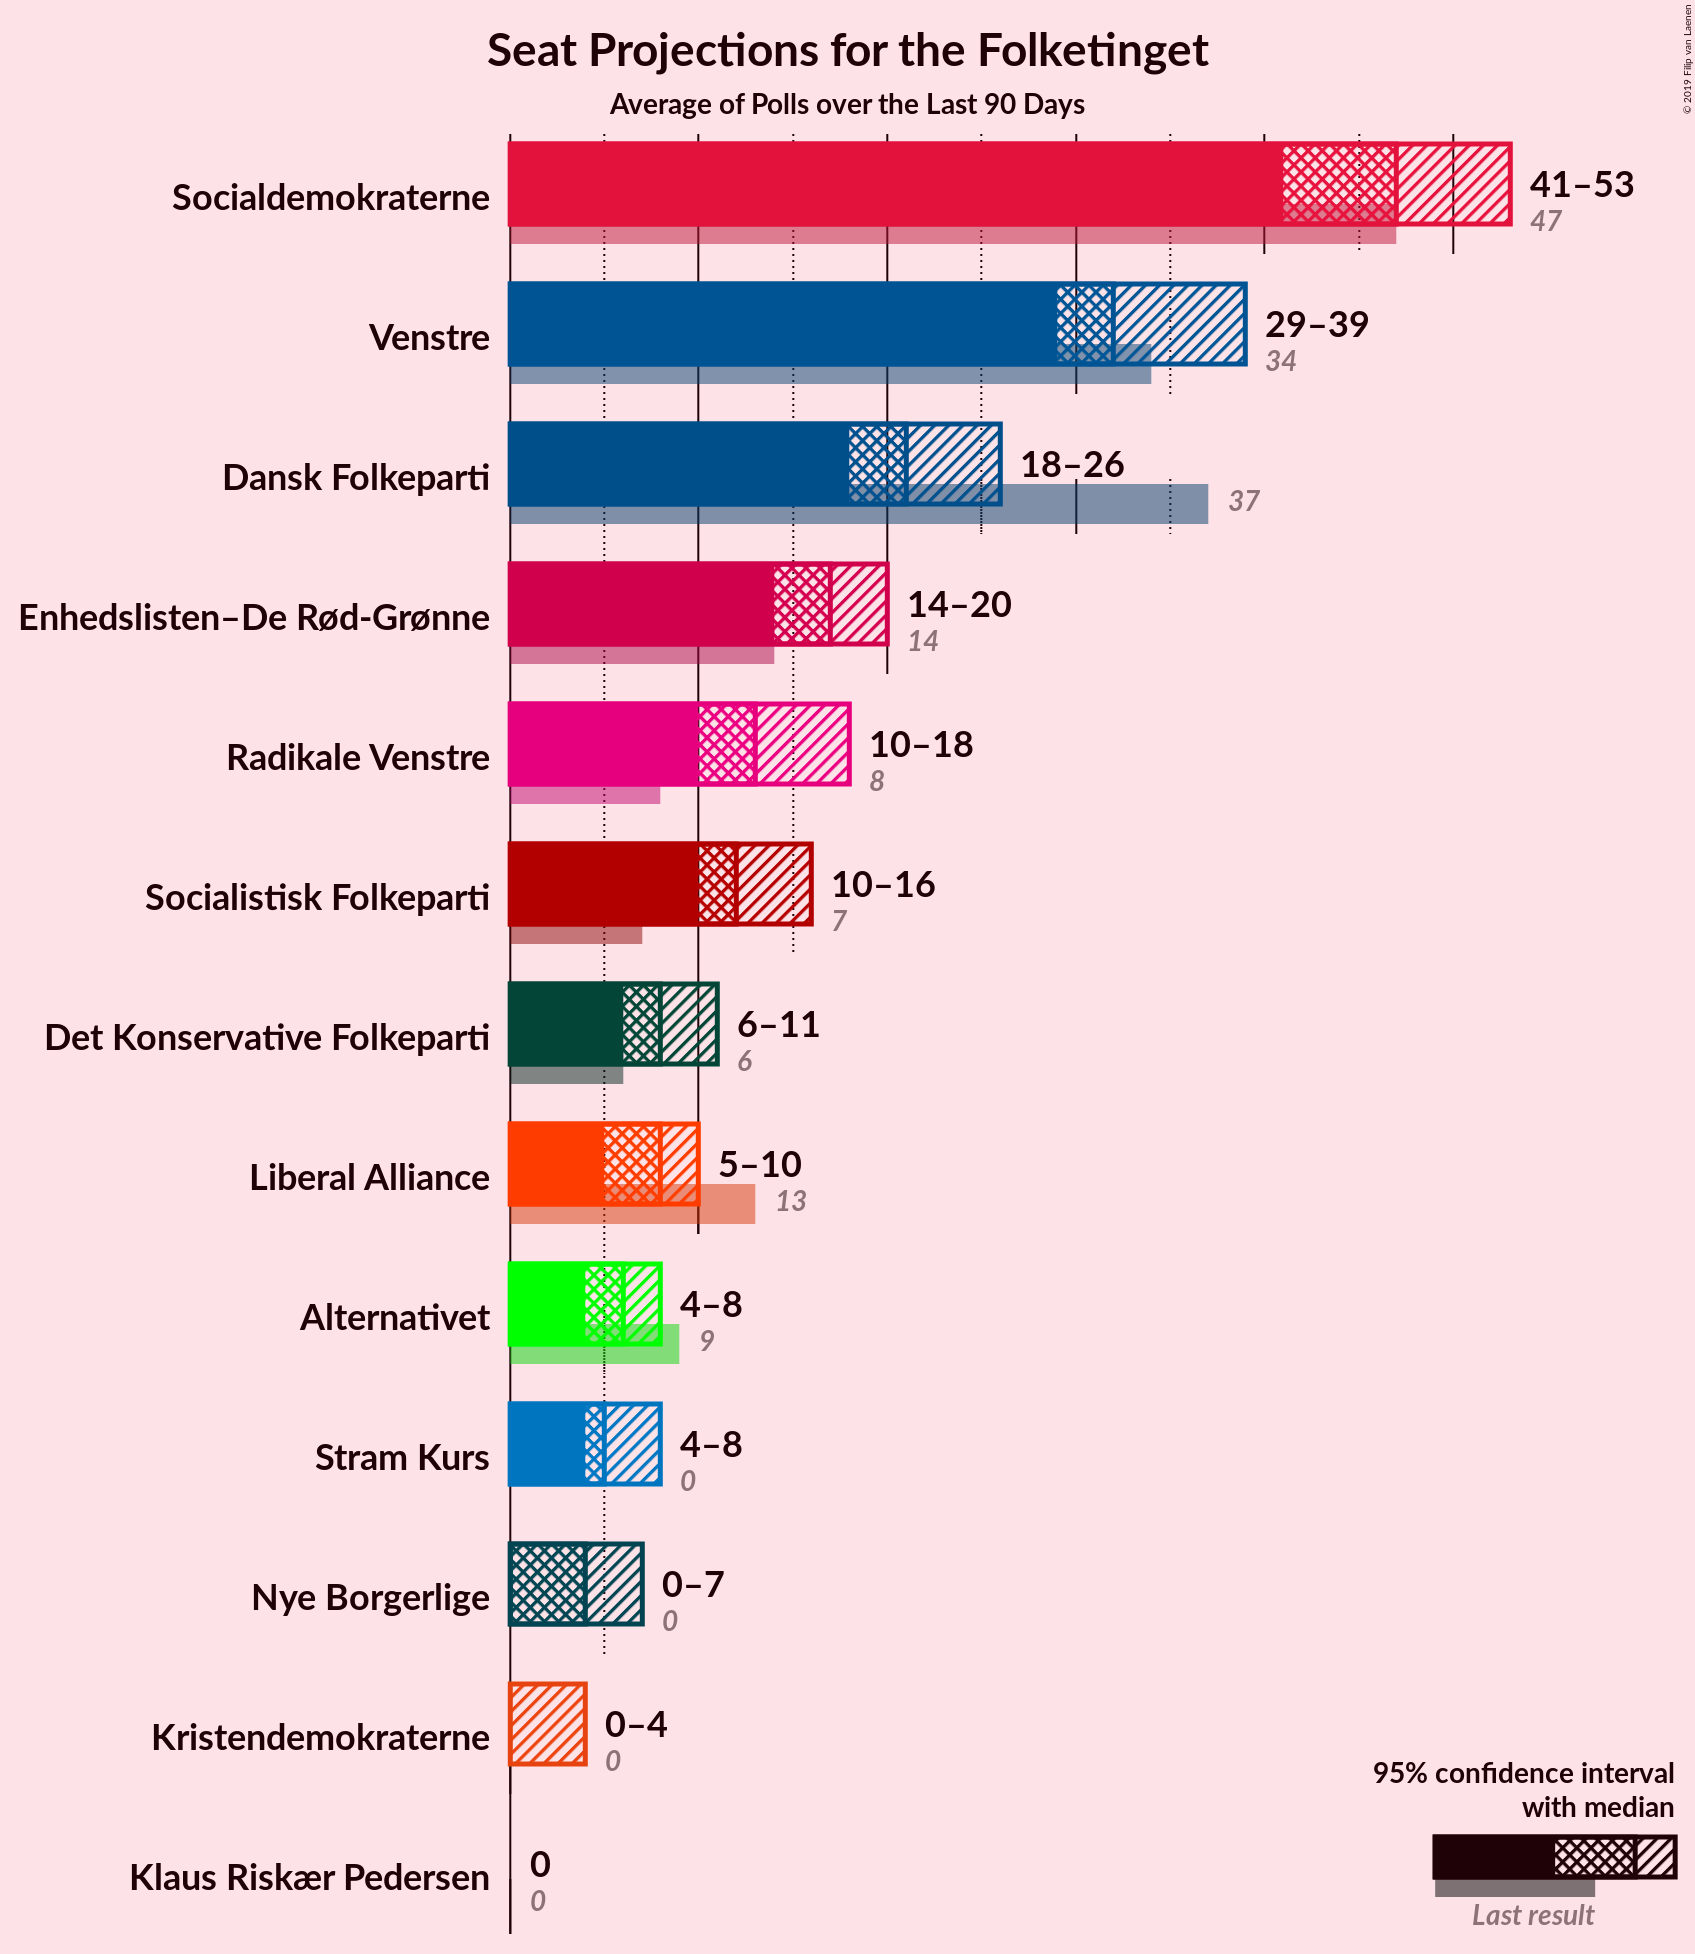 Seat Projections for the Folketinget
Average of Polls over the Last 90 Days
© 2019 Filip van Laenen
Socialdemokraterne
41–53
47
Venstre
29–39
34
Dansk Folkeparti
18–26
37
Enhedslisten–De Rød-Grønne
14–20
14
Radikale Venstre
10–18
8
Socialistisk Folkeparti
10–16
7
Det Konservative Folkeparti
6–11
6
Liberal Alliance
5–10
13
Alternativet
4–8
9
Stram Kurs
4–8
0
Nye Borgerlige
0–7
0
Kristendemokraterne
0–4
0
Klaus Riskær Pedersen
0
0
95% confidence interval
with median
Last result